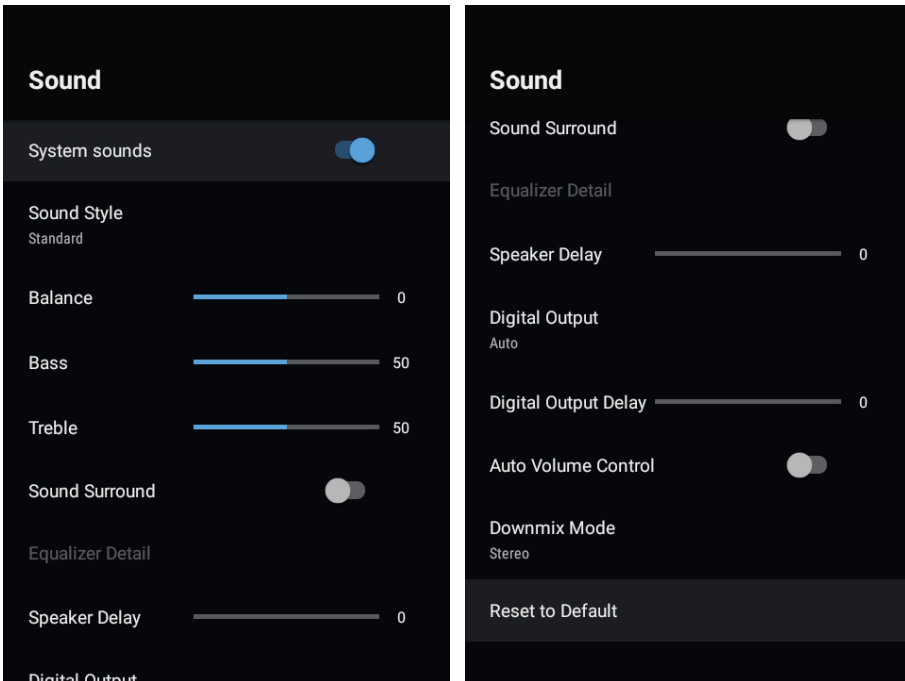 Sound
System sounds
Sound Style
Standard
Balance 0
Bass 50
Treble 50
Sound Surround
Equalizer Detail
Speaker Delay 0
Digital Output
Sound
Sound Surround
Equalizer Detail
Speaker Delay 0
Digital Output
Auto
Digital Output Delay 0
Auto Volume Control
Downmix Mode
Stereo
Reset to Default